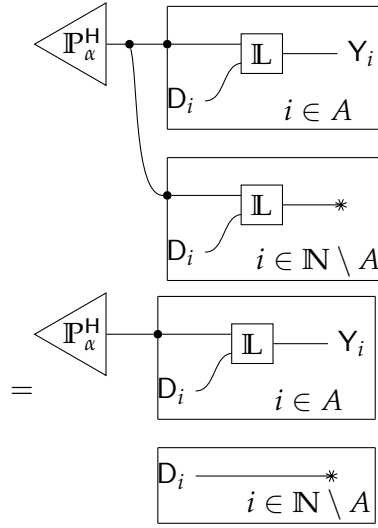 ℙ^H_α 𝕃 Y_i
D_i
i ∈ A
𝕃
D_i
i ∈ ℕ \ A
ℙ^H_α 𝕃 Y_i
= D_i
i ∈ A
D_i
i ∈ ℕ \ A